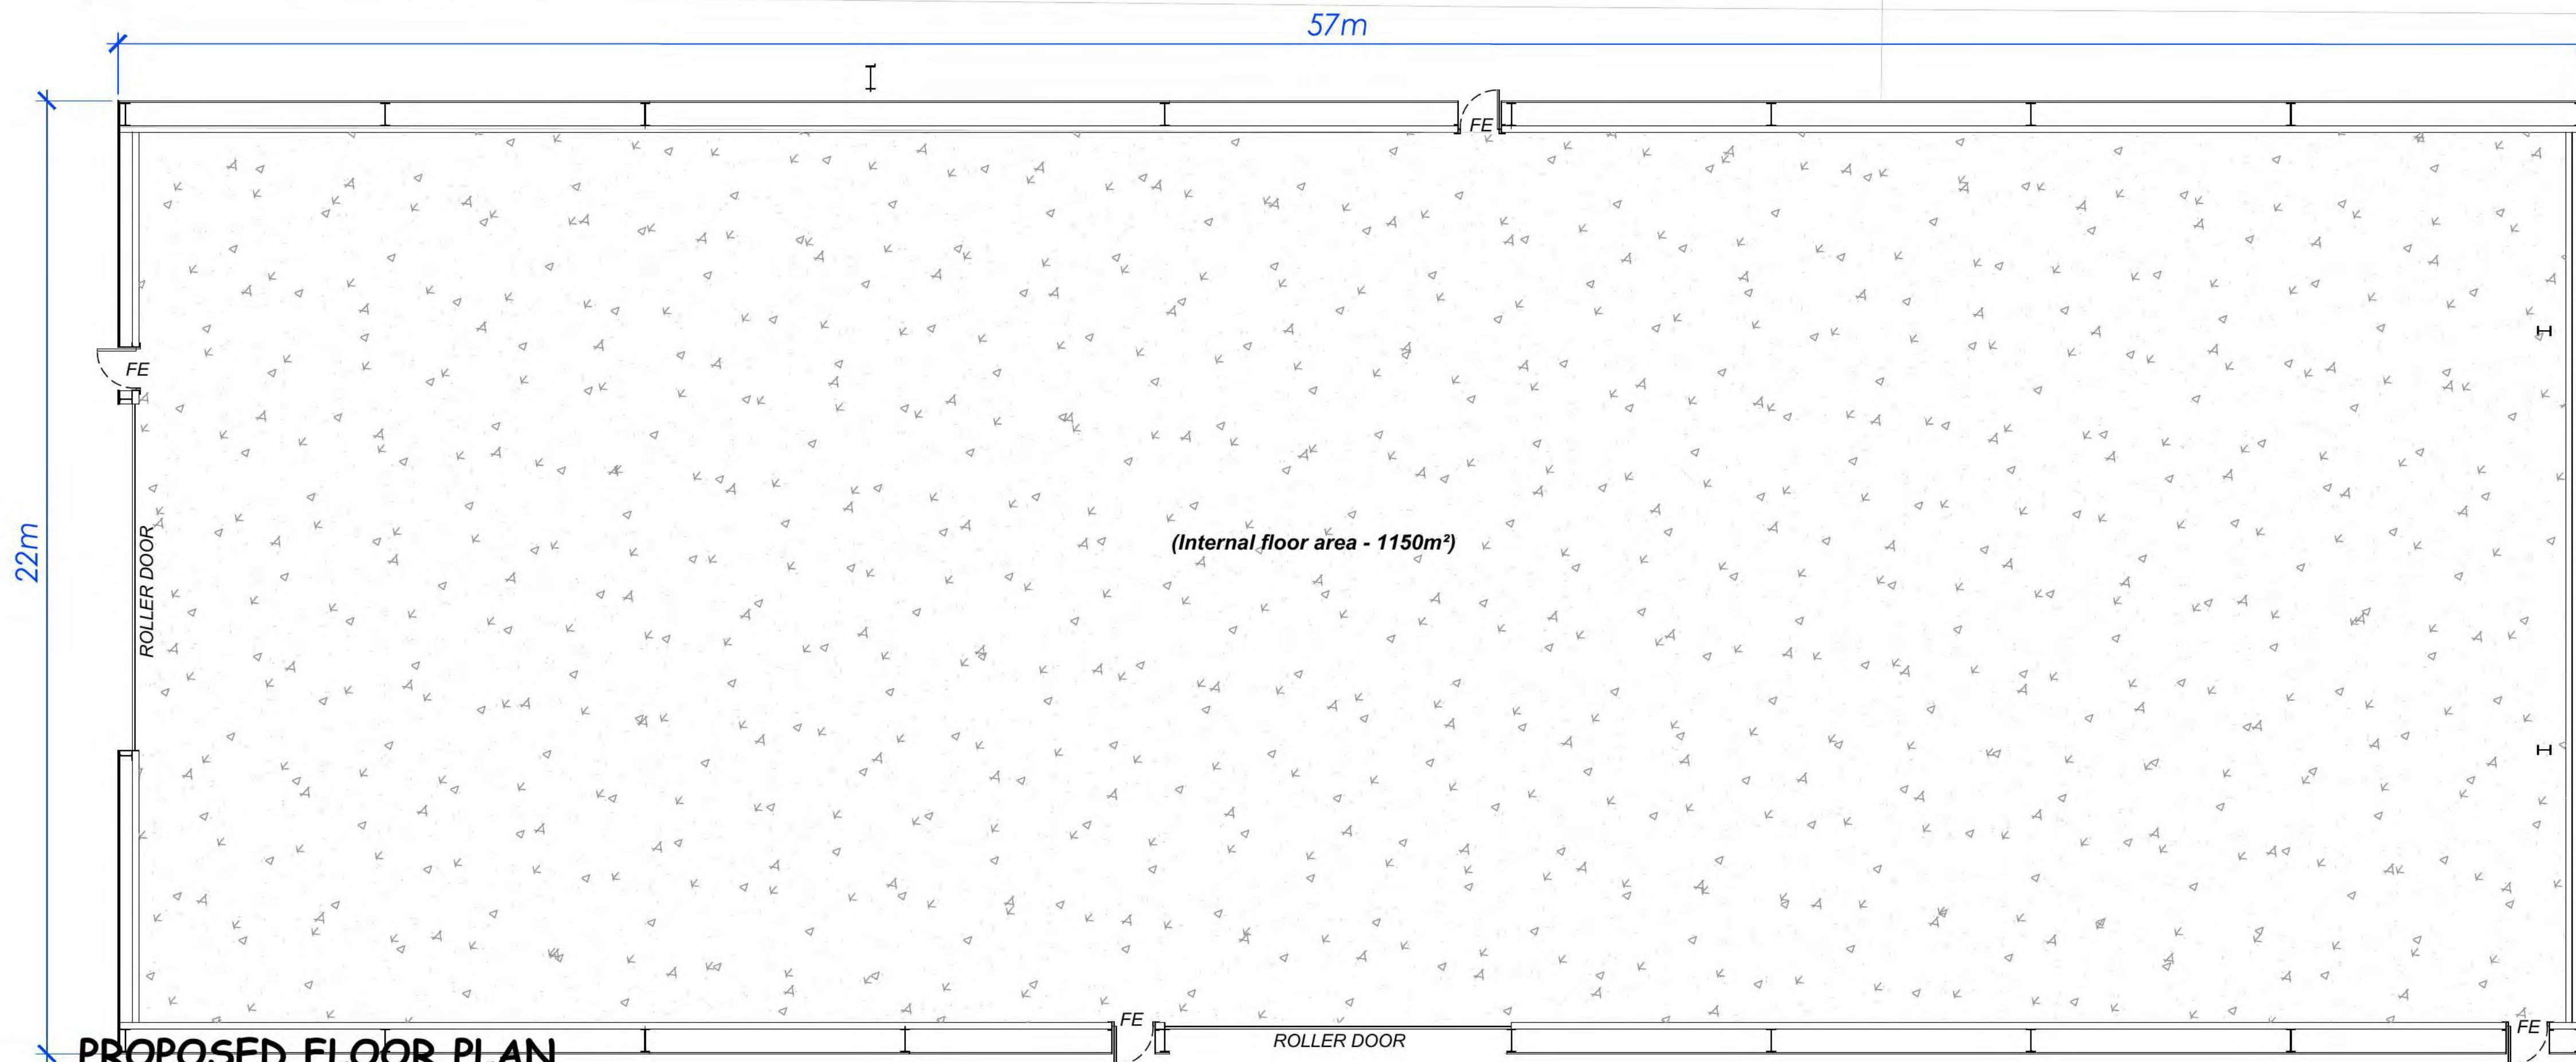 57m
FE
FE
22m
ROLLER DOOR
(Internal floor area - 1150m²)
FE
ROLLER DOOR
FE
PROPOSED FLOOR PLAN